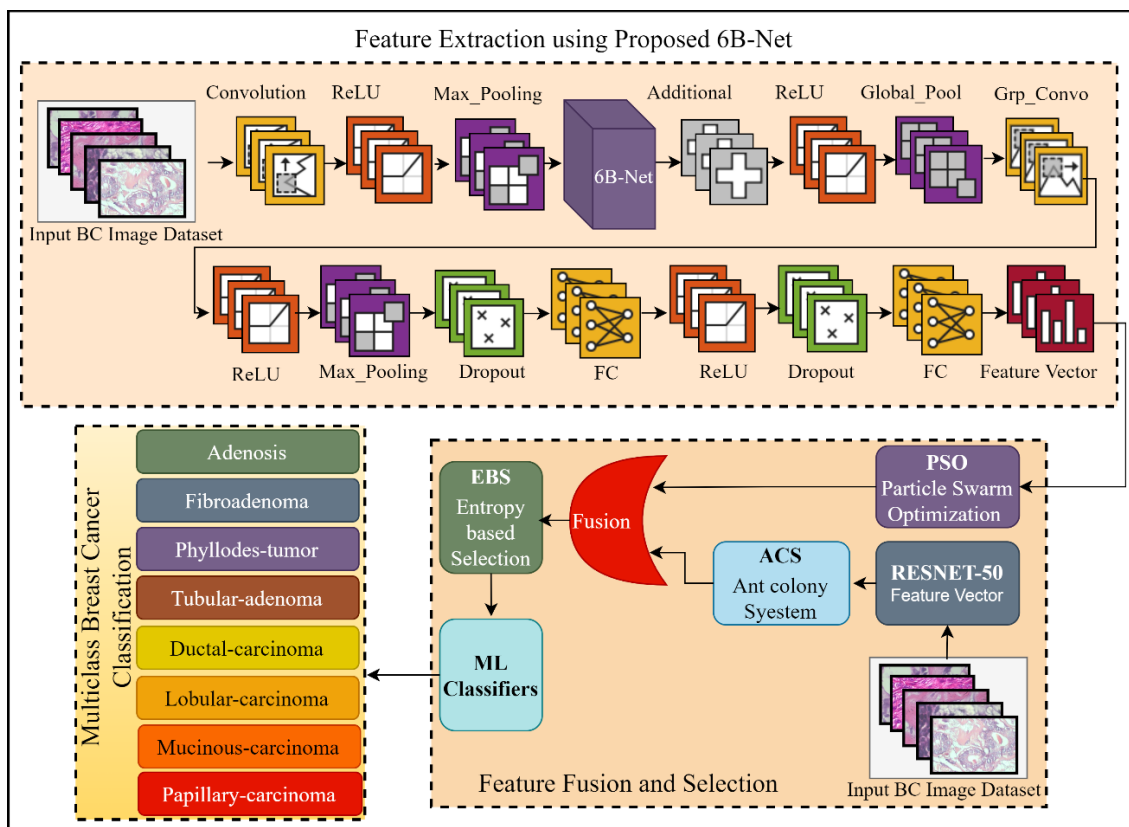 Feature Extraction using Proposed 6B-Net
Convolution
ReLU
Max_Pooling
Additional
ReLU
Global_Pool
Grp_Convo
6B-Net
Input BC Image Dataset
ReLU
Max_Pooling
Dropout
FC
ReLU
Dropout
FC
Feature Vector
Multiclass Breast Cancer
Classification
Adenosis
Fibroadenoma
Phyllodes-tumor
Tubular-adenoma
Ductal-carcinoma
Lobular-carcinoma
Mucinous-carcinoma
Papillary-carcinoma
EBS
Entropy
based
Selection
ML
Classifiers
Fusion
PSO
Particle Swarm
Optimization
ACS
Ant colony
Syestem
RESNET-50
Feature Vector
Input BC Image Dataset
Feature Fusion and Selection